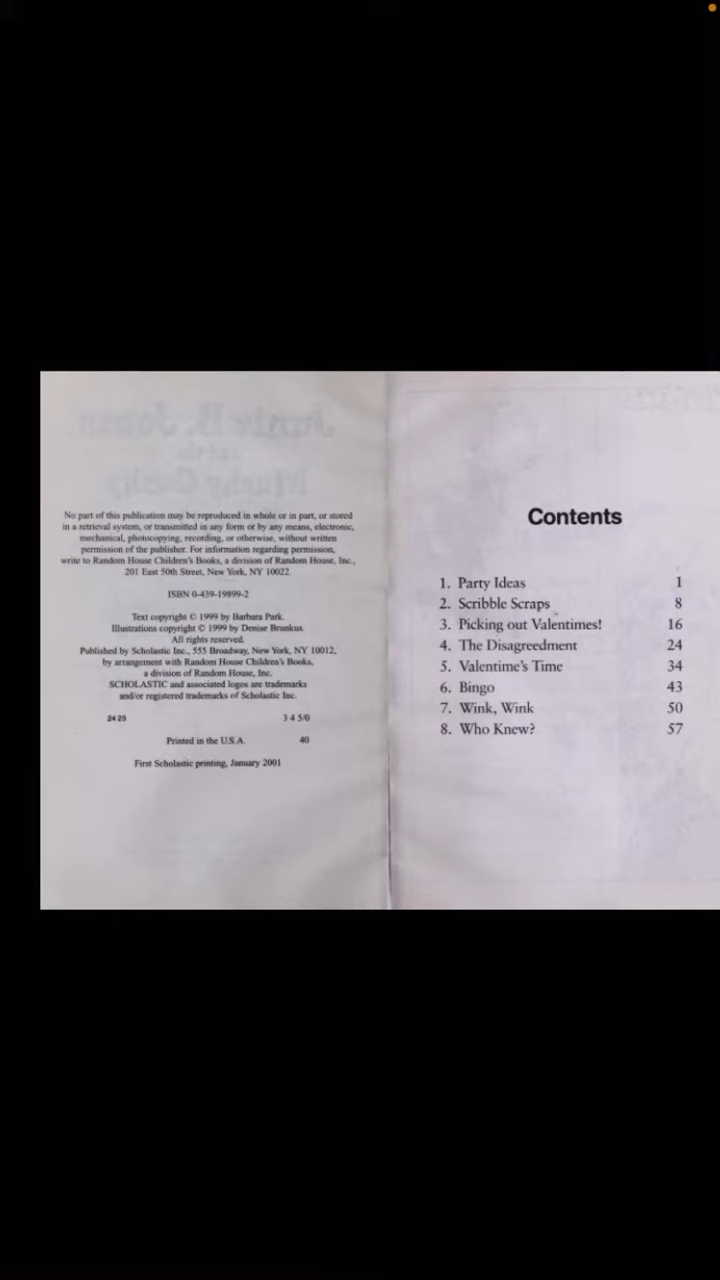 No part of this publication may be reproduced in whole or in part, or stored
in a retrieval system, or transmitted in any form or by any means, electronic,
mechanical, photocopying, recording, or otherwise, without written
permission of the publisher. For information regarding permission,
write to Random House Children's Books, a division of Random House, Inc.,
201 East 50th Street, New York, NY 10022.
ISBN 0-439-19899-2
Text copyright © 1999 by Barbara Park.
Illustrations copyright © 1999 by Denise Brunkus.
All rights reserved.
Published by Scholastic Inc., 555 Broadway, New York, NY 10012,
by arrangement with Random House Children's Books,
a division of Random House, Inc.
SCHOLASTIC and associated logos are trademarks
and/or registered trademarks of Scholastic Inc.
24 23 3 4 5/0
Printed in the U.S.A. 40
First Scholastic printing, January 2001
Contents
1. Party Ideas 1
2. Scribble Scraps 8
3. Picking out Valentimes! 16
4. The Disagreedment 24
5. Valentime's Time 34
6. Bingo 43
7. Wink, Wink 50
8. Who Knew? 57